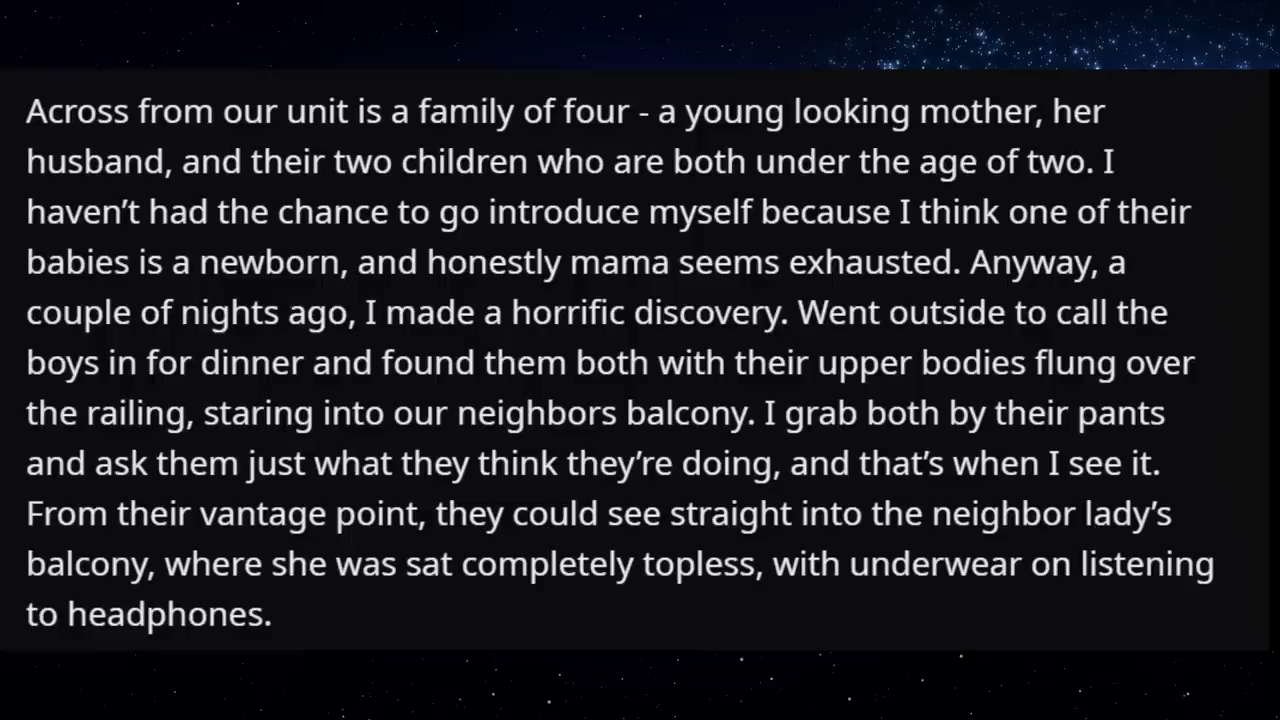 Across from our unit is a family of four - a young looking mother, her
husband, and their two children who are both under the age of two. I
haven’t had the chance to go introduce myself because I think one of their
babies is a newborn, and honestly mama seems exhausted. Anyway, a
couple of nights ago, I made a horrific discovery. Went outside to call the
boys in for dinner and found them both with their upper bodies flung over
the railing, staring into our neighbors balcony. I grab both by their pants
and ask them just what they think they’re doing, and that’s when I see it.
From their vantage point, they could see straight into the neighbor lady’s
balcony, where she was sat completely topless, with underwear on listening
to headphones.